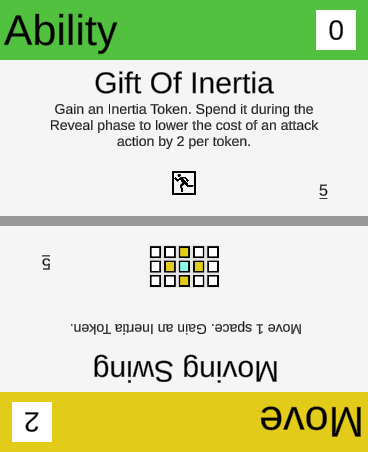 Ability 0
Gift Of Inertia
Gain an Inertia Token. Spend it during the
Reveal phase to lower the cost of an attack
action by 2 per token.
5
Move 2
Moving Swing
Move 1 space. Gain an Inertia Token.
5